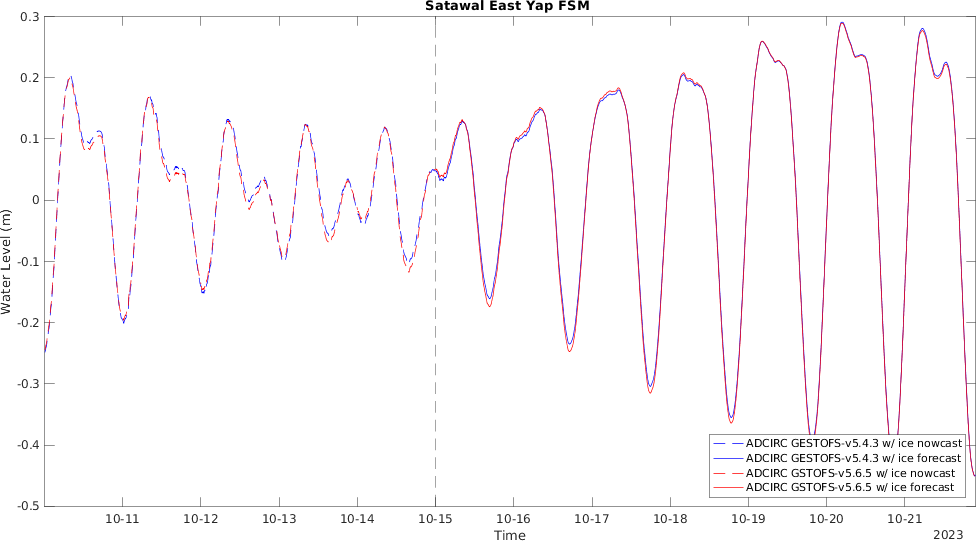 Satawal East Yap FSM
0.3
0.2
0.1
0
-0.1
-0.2
-0.3
-0.4
-0.5
Water Level (m)
ADCIRC GESTOFS-v5.4.3 w/ ice nowcast
ADCIRC GESTOFS-v5.4.3 w/ ice forecast
ADCIRC GSTOFS-v5.6.5 w/ ice nowcast
ADCIRC GSTOFS-v5.6.5 w/ ice forecast
10-11 10-12 10-13 10-14 10-15 10-16 10-17 10-18 10-19 10-20 10-21
Time
2023